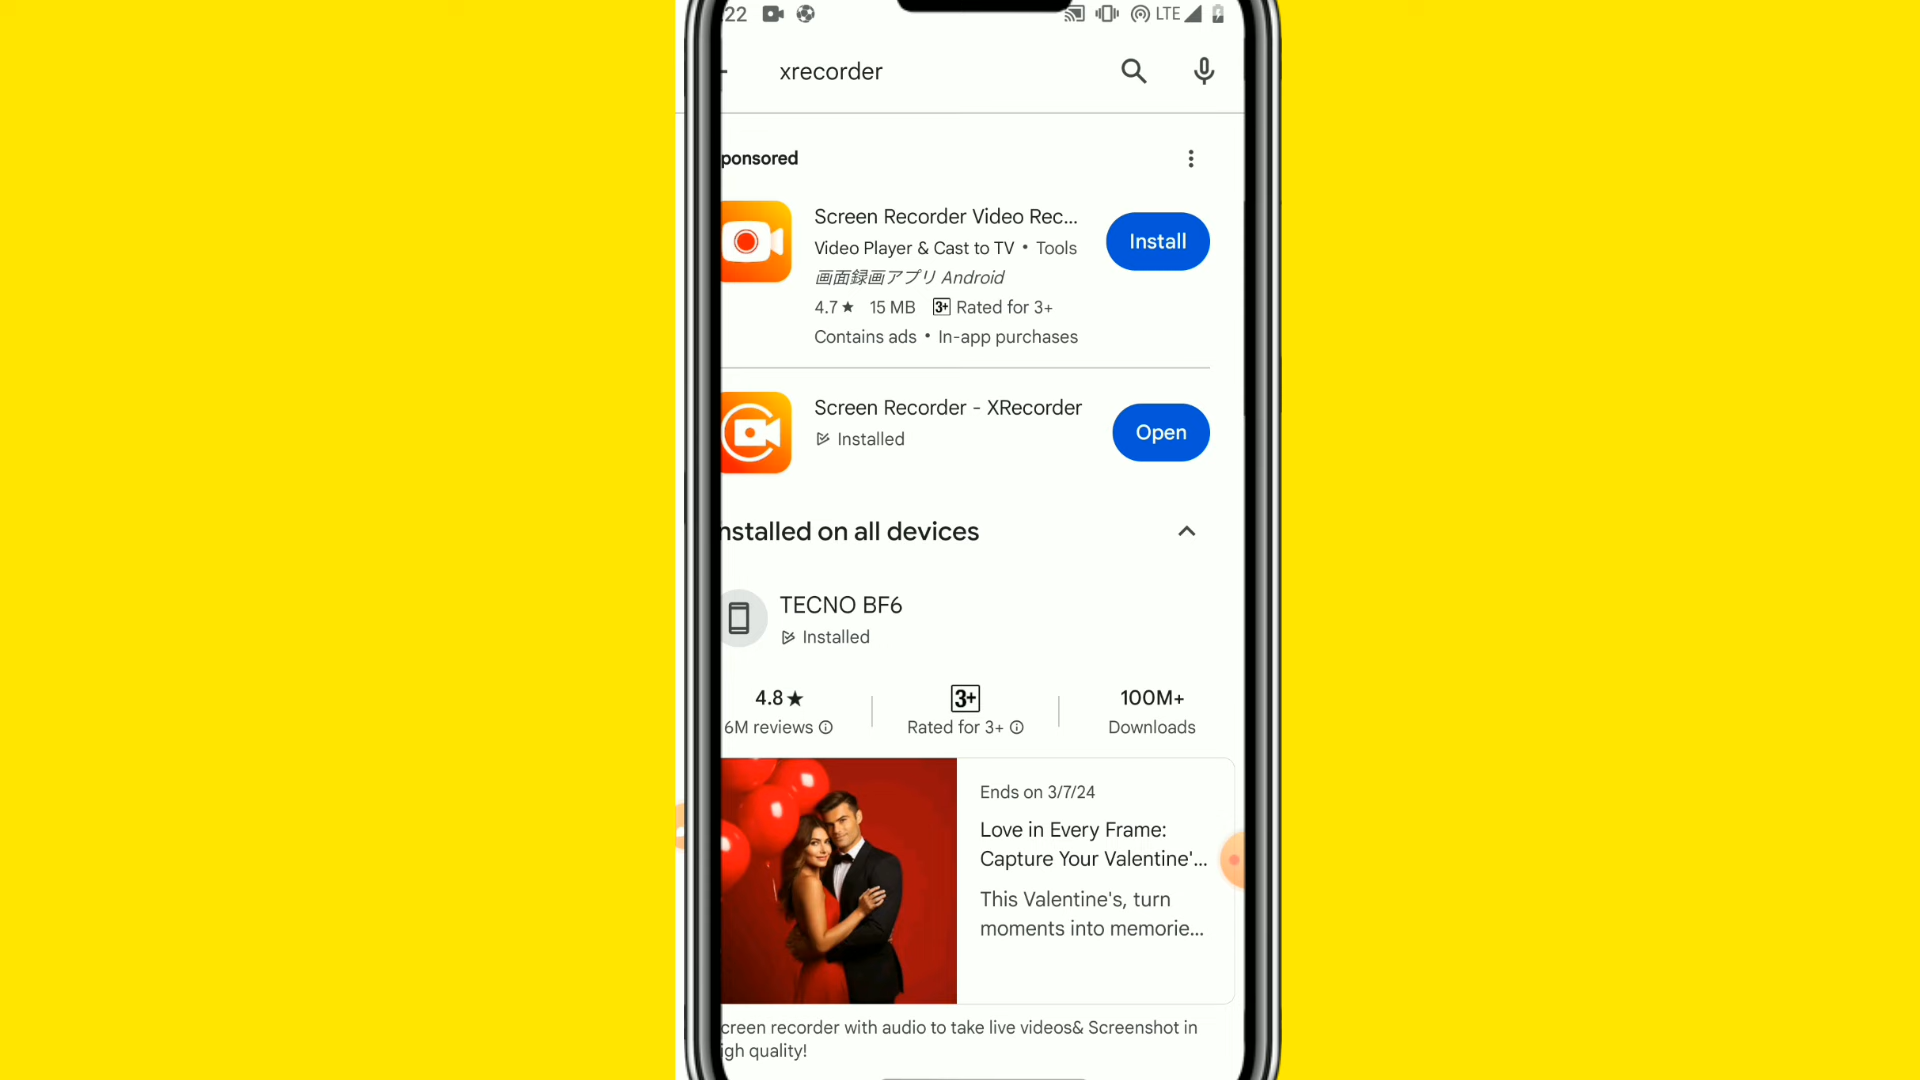 :22
LTE
xrecorder
ponsored
Screen Recorder Video Rec...
Video Player & Cast to TV • Tools
画面録画アプリ Android
4.7★ 15 MB 3+ Rated for 3+
Contains ads • In-app purchases
Install
Screen Recorder - XRecorder
Installed
Open
nstalled on all devices
TECNO BF6
Installed
4.8★
6M reviews
3+
Rated for 3+
100M+
Downloads
Ends on 3/7/24
Love in Every Frame:
Capture Your Valentine'...
This Valentine's, turn
moments into memorie...
creen recorder with audio to take live videos& Screenshot in
igh quality!